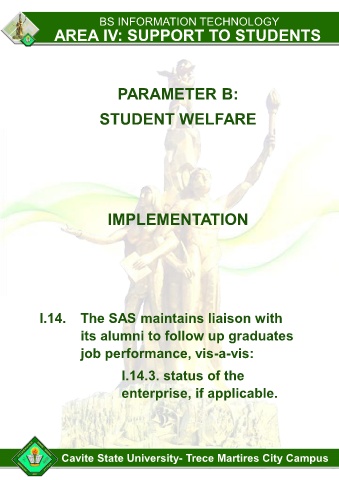 BS INFORMATION TECHNOLOGY
AREA IV: SUPPORT TO STUDENTS
PARAMETER B:
STUDENT WELFARE
IMPLEMENTATION
I.14. The SAS maintains liaison with
its alumni to follow up graduates
job performance, vis-a-vis:
I.14.3. status of the
enterprise, if applicable.
Cavite State University- Trece Martires City Campus